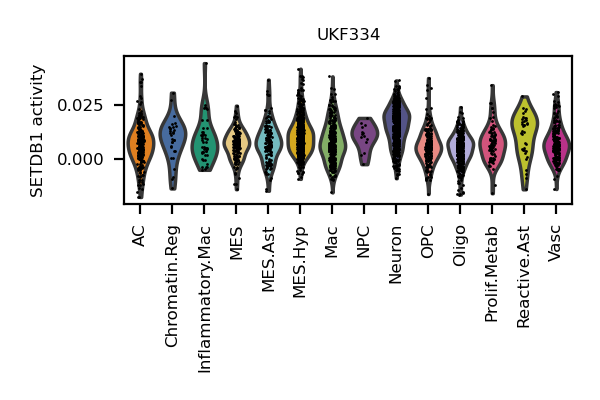 UKF334
SETDB1 activity
0.025
0.000
AC
Chromatin.Reg
Inflammatory.Mac
MES
MES.Ast
MES.Hyp
Mac
NPC
Neuron
OPC
Oligo
Prolif.Metab
Reactive.Ast
Vasc